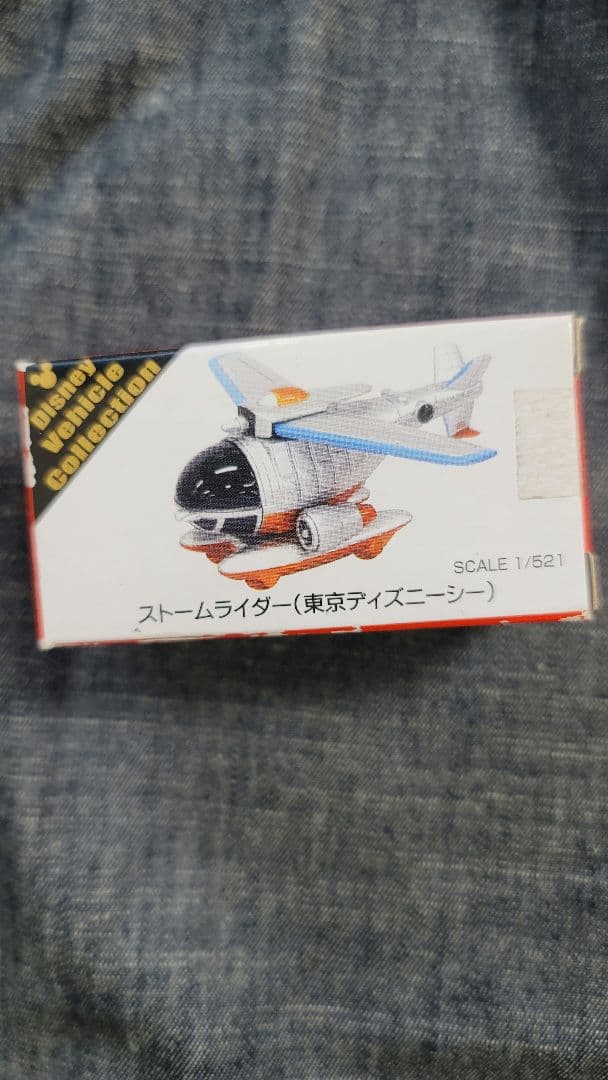 Disney
Vehicle
Collection
SCALE 1/521
ストームライダー(東京ディズニーシー)